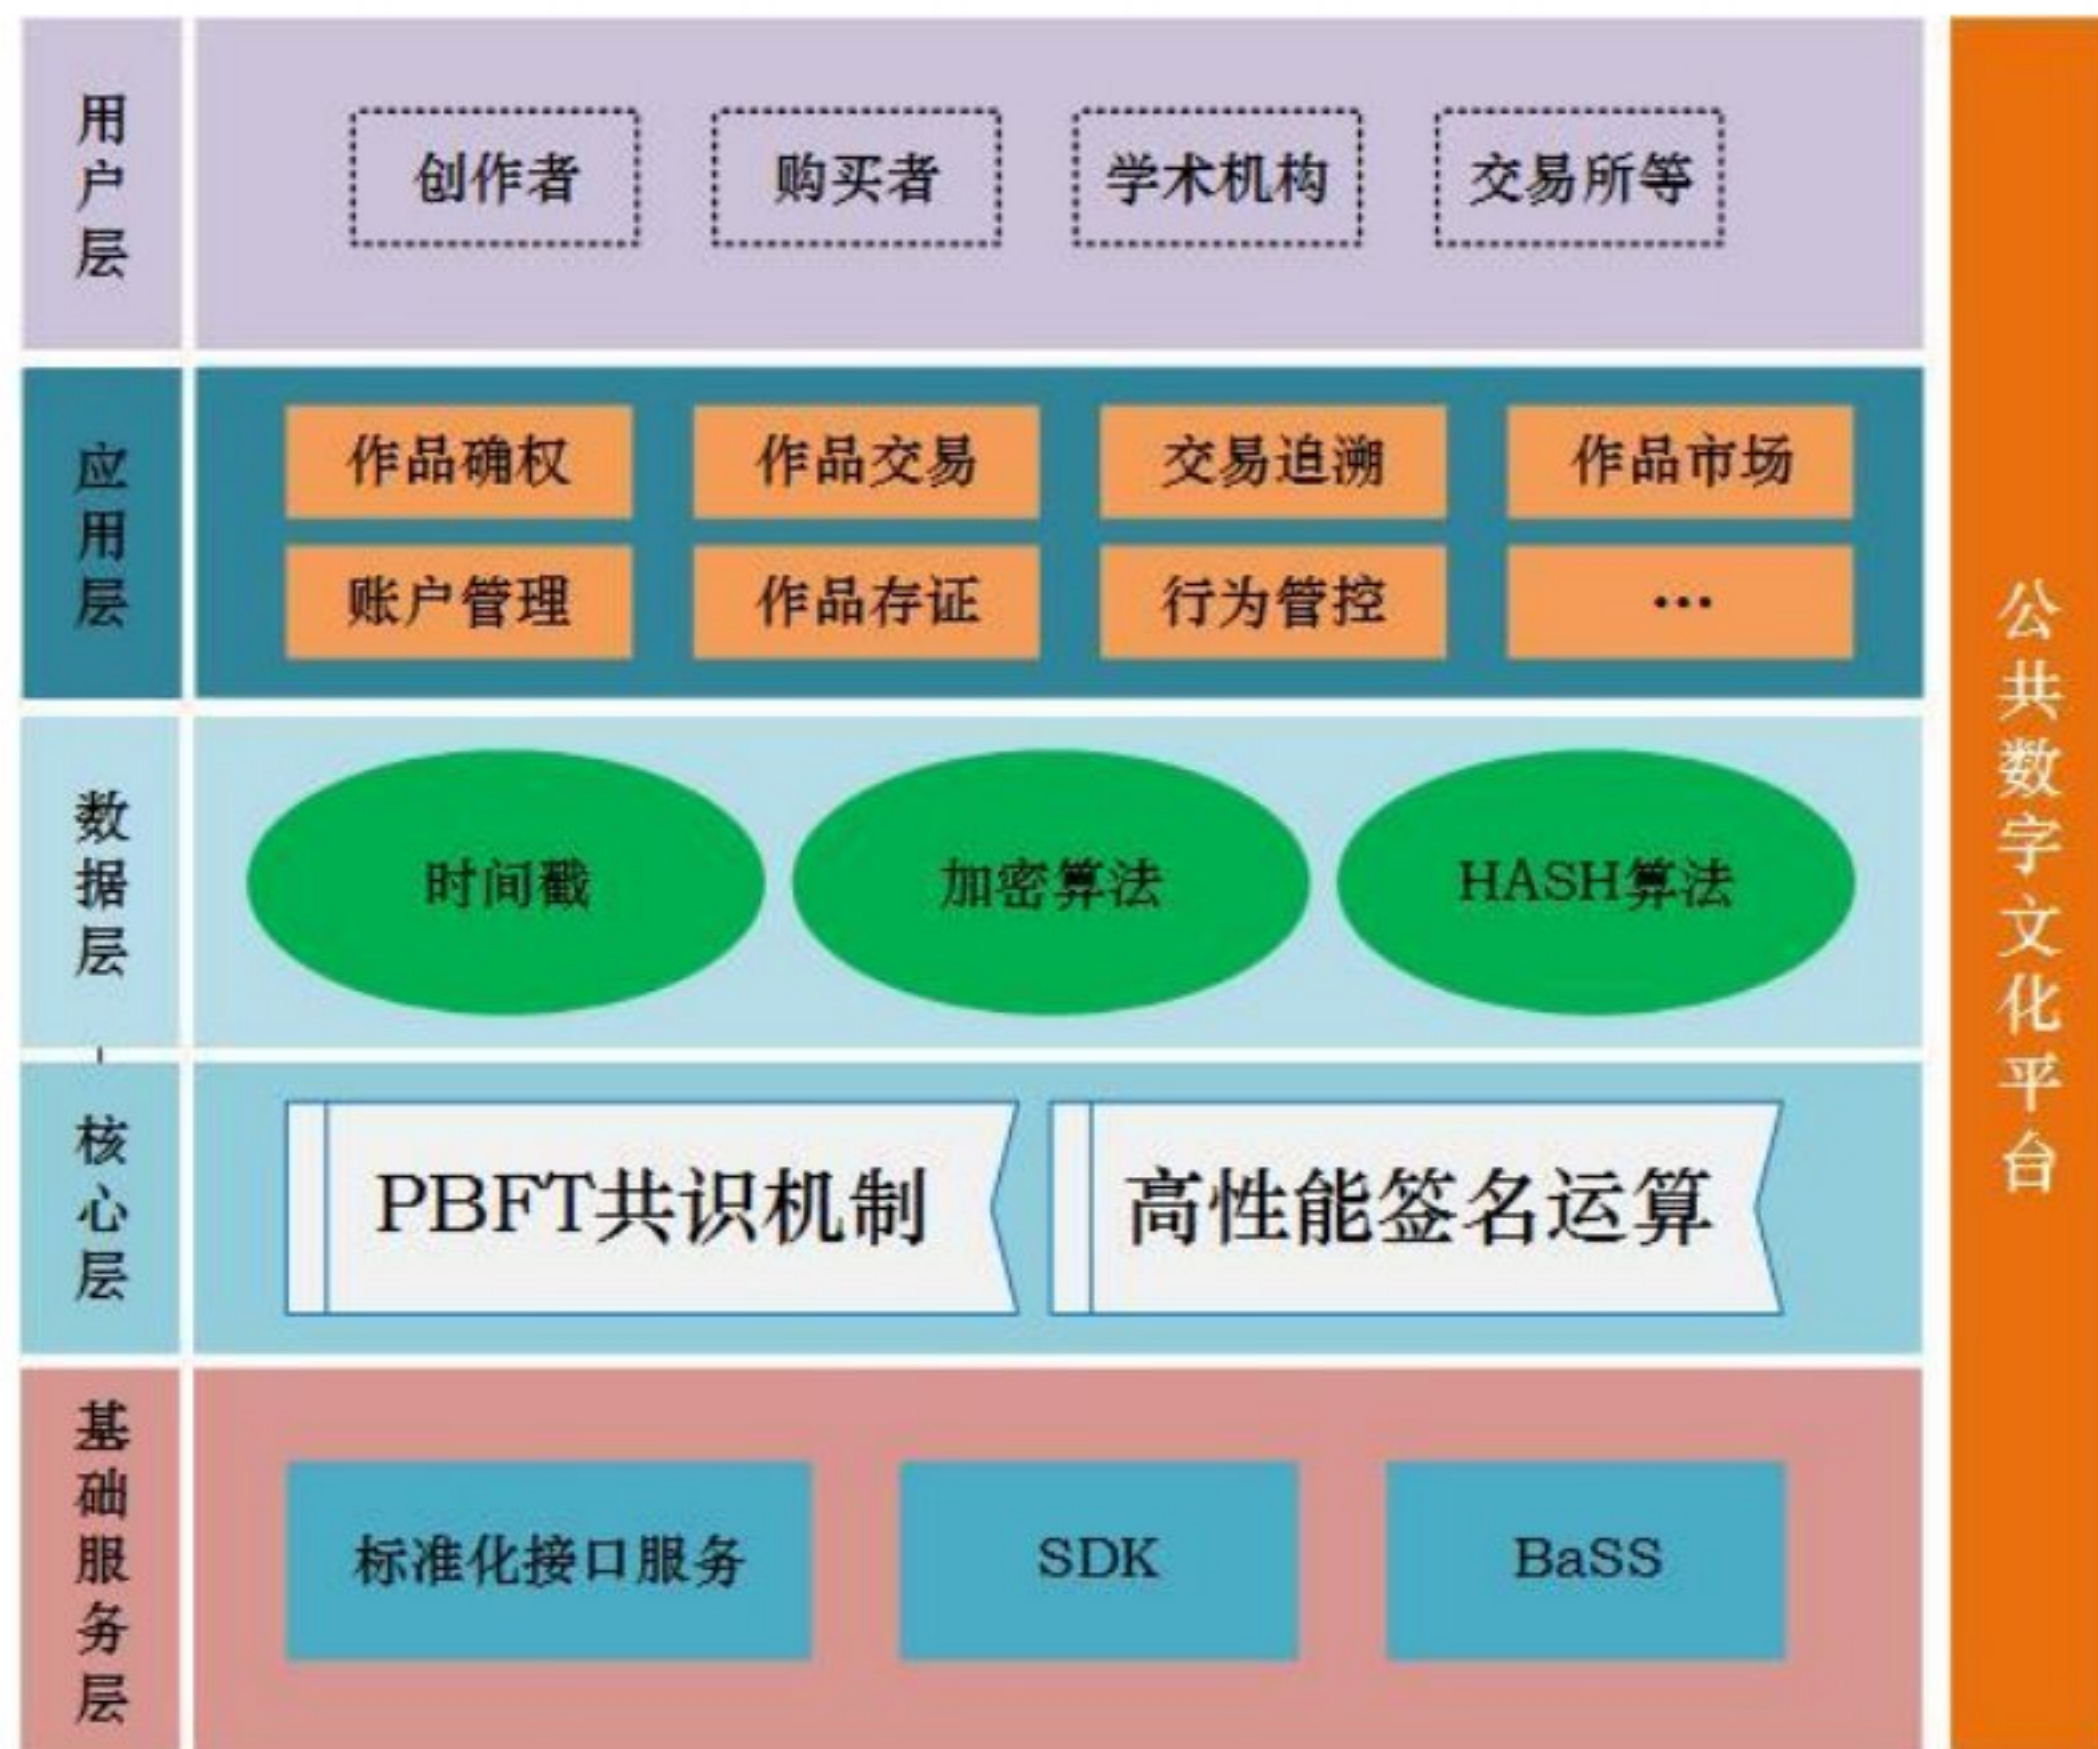 用户层
创作者
购买者
学术机构
交易所等
应用层
作品确权
作品交易
交易追溯
作品市场
账户管理
作品存证
行为管控
...
数据层
时间戳
加密算法
HASH算法
核心层
PBFT共识机制
高性能签名运算
基础服务层
标准化接口服务
SDK
BaSS
公共数字文化平台